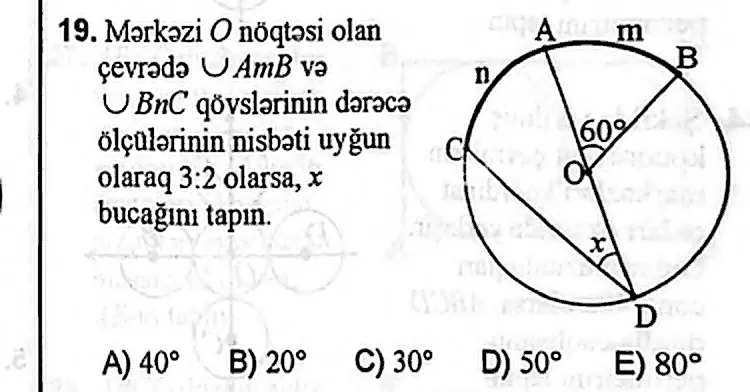 19. Mərkəzi O nöqtəsi olan
çevrədə ∪AmB və
∪BnC qövslərinin dərəcə
ölçülərinin nisbəti uyğun
olaraq 3:2 olarsa, x
bucağını tapın.
A
m
B
n
60°
C
O
x
D
A) 40° B) 20° C) 30° D) 50° E) 80°